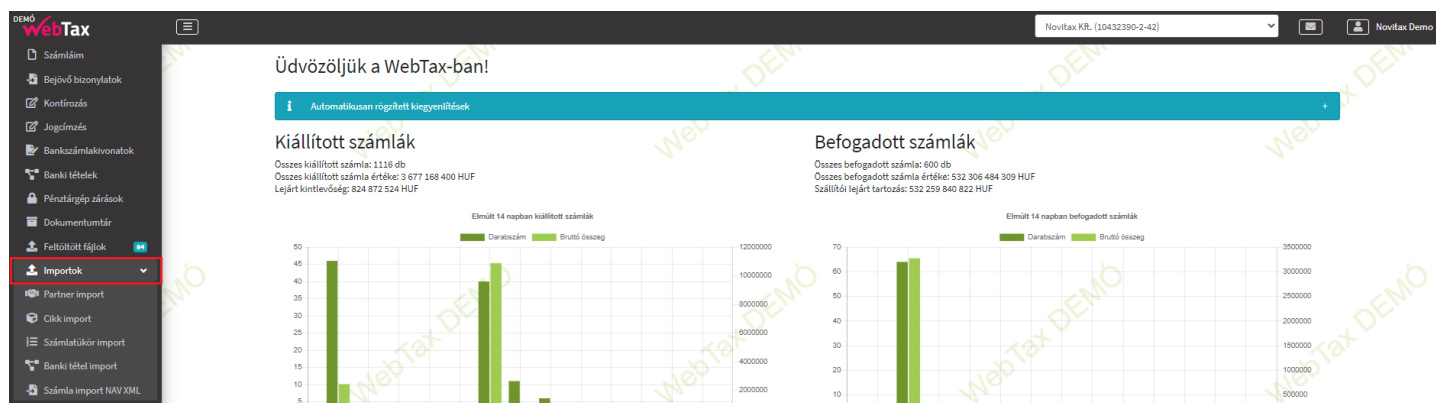 DEMÓ
WebTax
Novitax Kft. (10432390-2-42)
Novitax Demo
Számláim
Bejövő bizonylatok
Kontírozás
Jogcímzés
Bankszámlakivonatok
Banki tételek
Pénztárgép zárások
Dokumentumtár
Feltöltött fájlok 84
Importok
Partner import
Cikk import
Számlatükör import
Banki tétel import
Számla import NAV XML
Üdvözöljük a WebTax-ban!
i Automatikusan rögzített kiegyenlítések +
Kiállított számlák
Összes kiállított számla: 1116 db
Összes kiállított számla értéke: 3 677 168 400 HUF
Lejárt kintlévőség: 824 872 524 HUF
Elmúlt 14 napban kiállított számlák
Darabszám Bruttó összeg
50
45
40
35
30
25
20
15
10
5
12000000
10000000
8000000
6000000
4000000
2000000
Befogadott számlák
Összes befogadott számla: 600 db
Összes befogadott számla értéke: 532 306 484 309 HUF
Szállítói lejárt tartozás: 532 259 840 822 HUF
Elmúlt 14 napban befogadott számlák
Darabszám Bruttó összeg
70
60
50
40
30
20
10
3500000
3000000
2500000
2000000
1500000
1000000
500000
WebTax DEMÓ